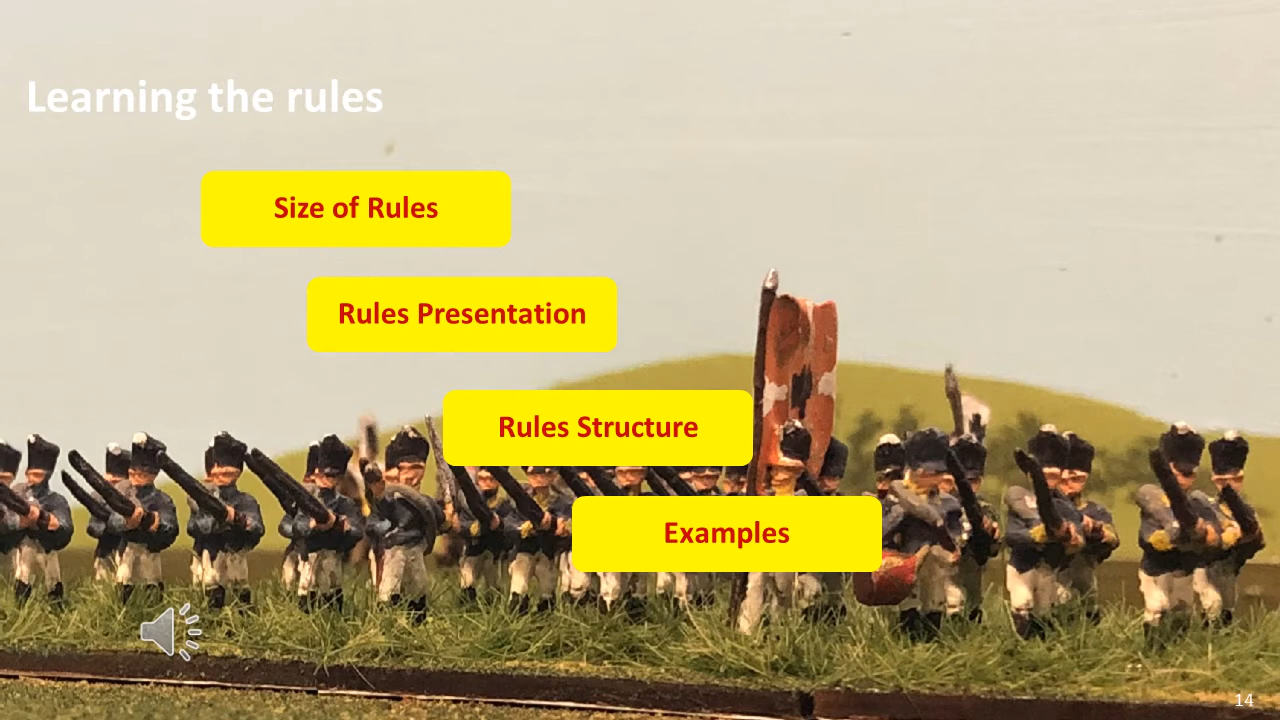 Learning the rules
Size of Rules
Rules Presentation
Rules Structure
Examples
14